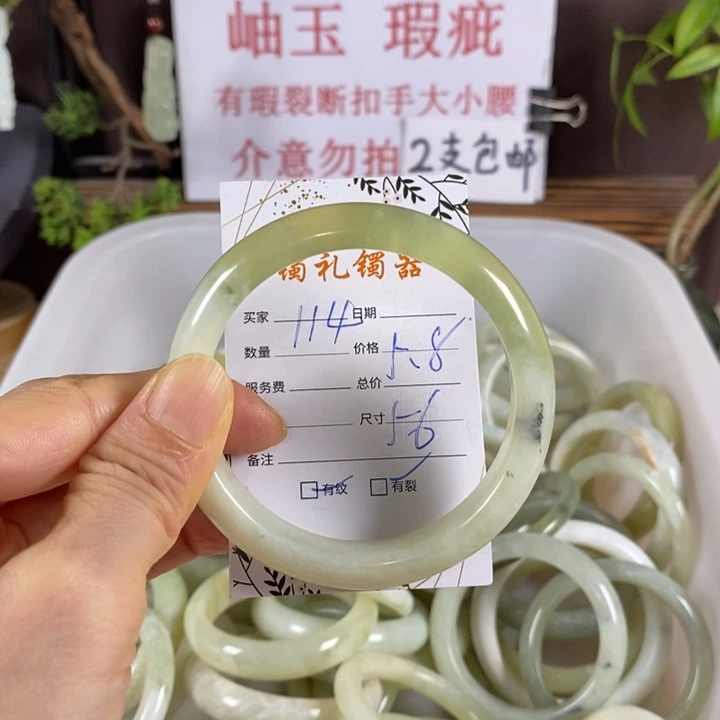 岫玉 瑕疵
有瑕裂断扣手大小腰
介意勿拍 2支包邮
镯礼镯器
买家 114 日期
数量 价格 5.8
服务费 总价
尺寸 56
备注
有纹 有裂